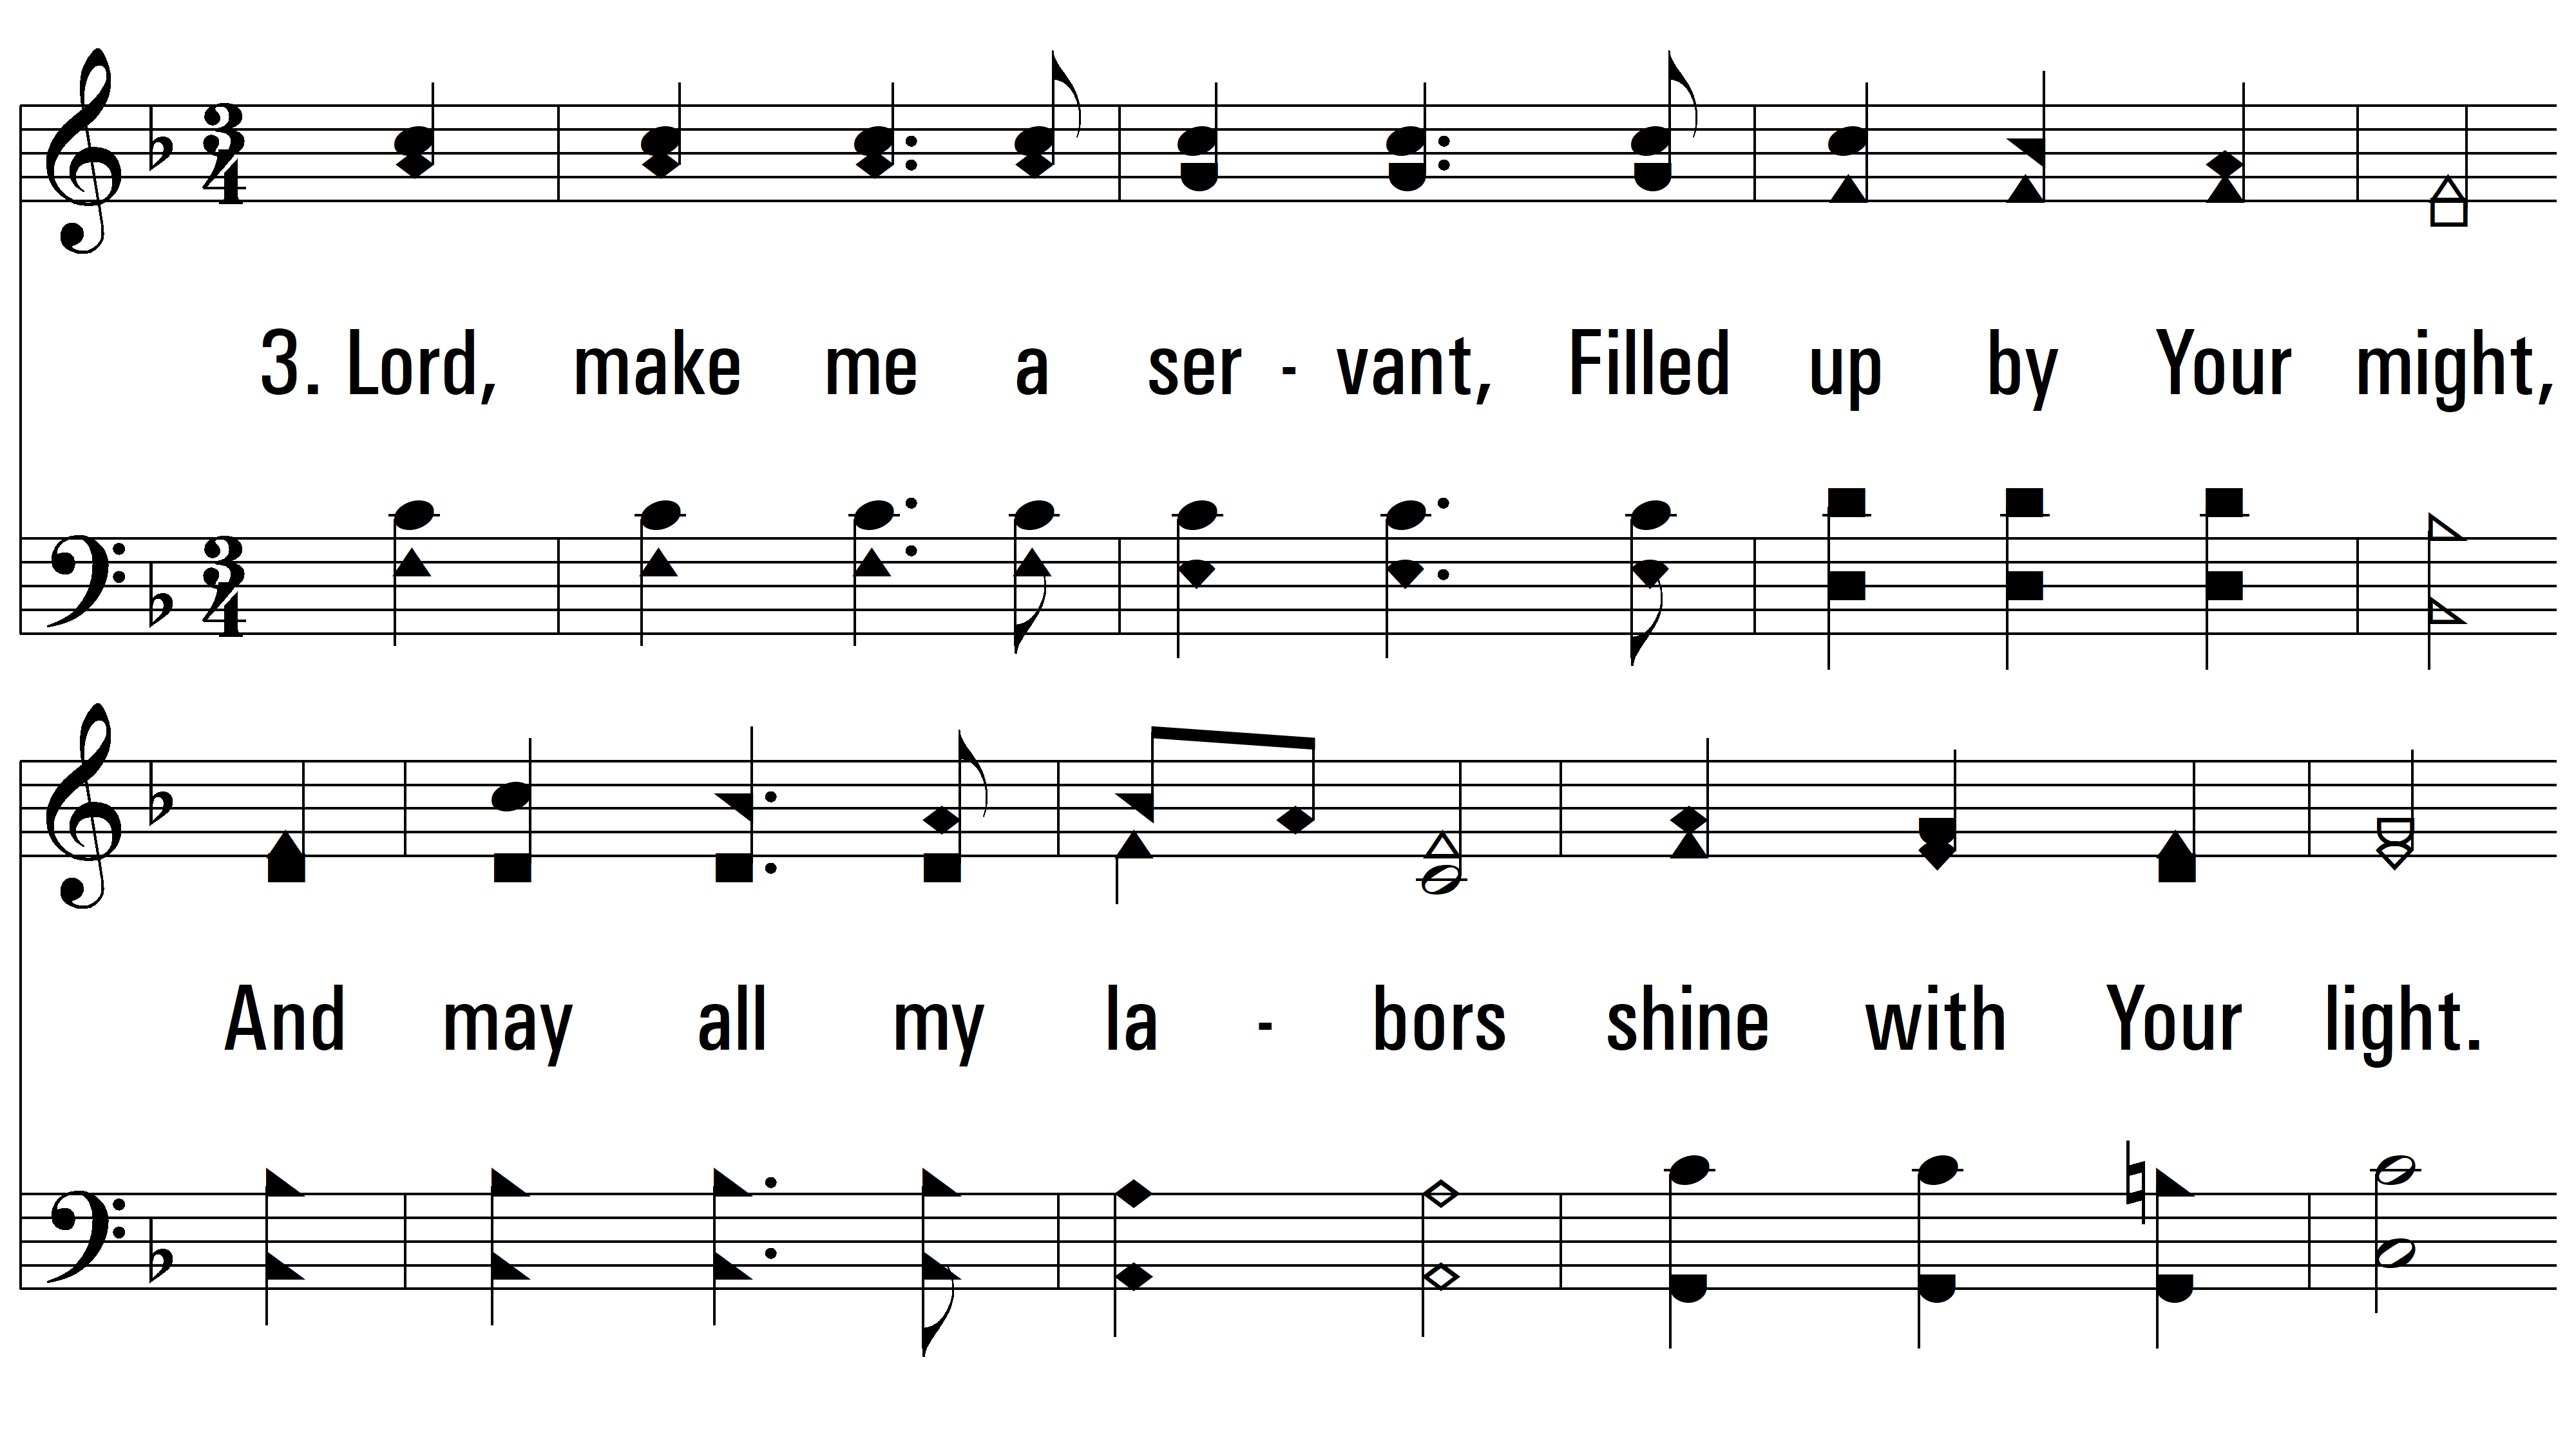 3. Lord, make me a ser - vant, Filled up by Your might,
And may all my la - bors shine with Your light.